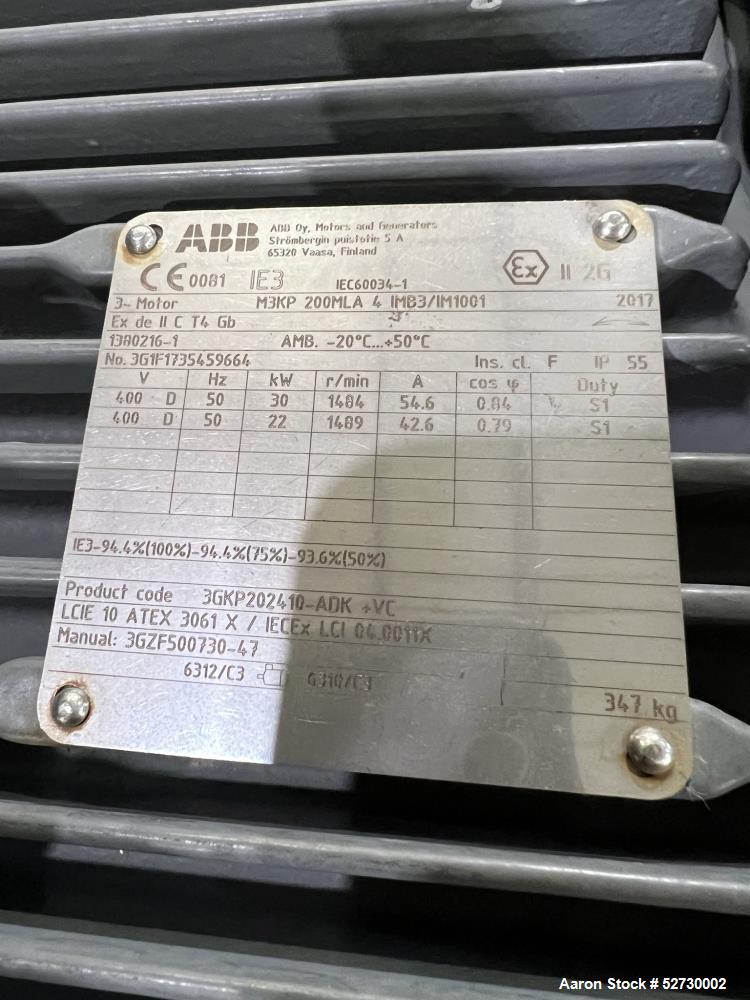 ABB
ABB Oy, Motors and Generators
Strömbergin puistotie 5 A
65320 Vaasa, Finland
CE 0081 IE3 IEC60034-1 Ex II 2G
3~ Motor M3KP 200MLA 4 IMB3/IM1001 2017
Ex de II C T4 Gb
13A0216-1 AMB. -20°C...+50°C
No. 3G1F1735459664 Ins. cl. F IP 55
V Hz kW r/min A cos φ Duty
400 D 50 30 1484 54.6 0.84 S1
400 D 50 22 1489 42.6 0.79 S1
IE3-94.4%(100%)-94.4%(75%)-93.6%(50%)
Product code 3GKP202410-ADK +VC
LCIE 10 ATEX 3061 X / IECEx LCI 04.0011X
Manual: 3GZF500730-47
6312/C3 6310/C3
347 kg
Aaron Stock # 52730002